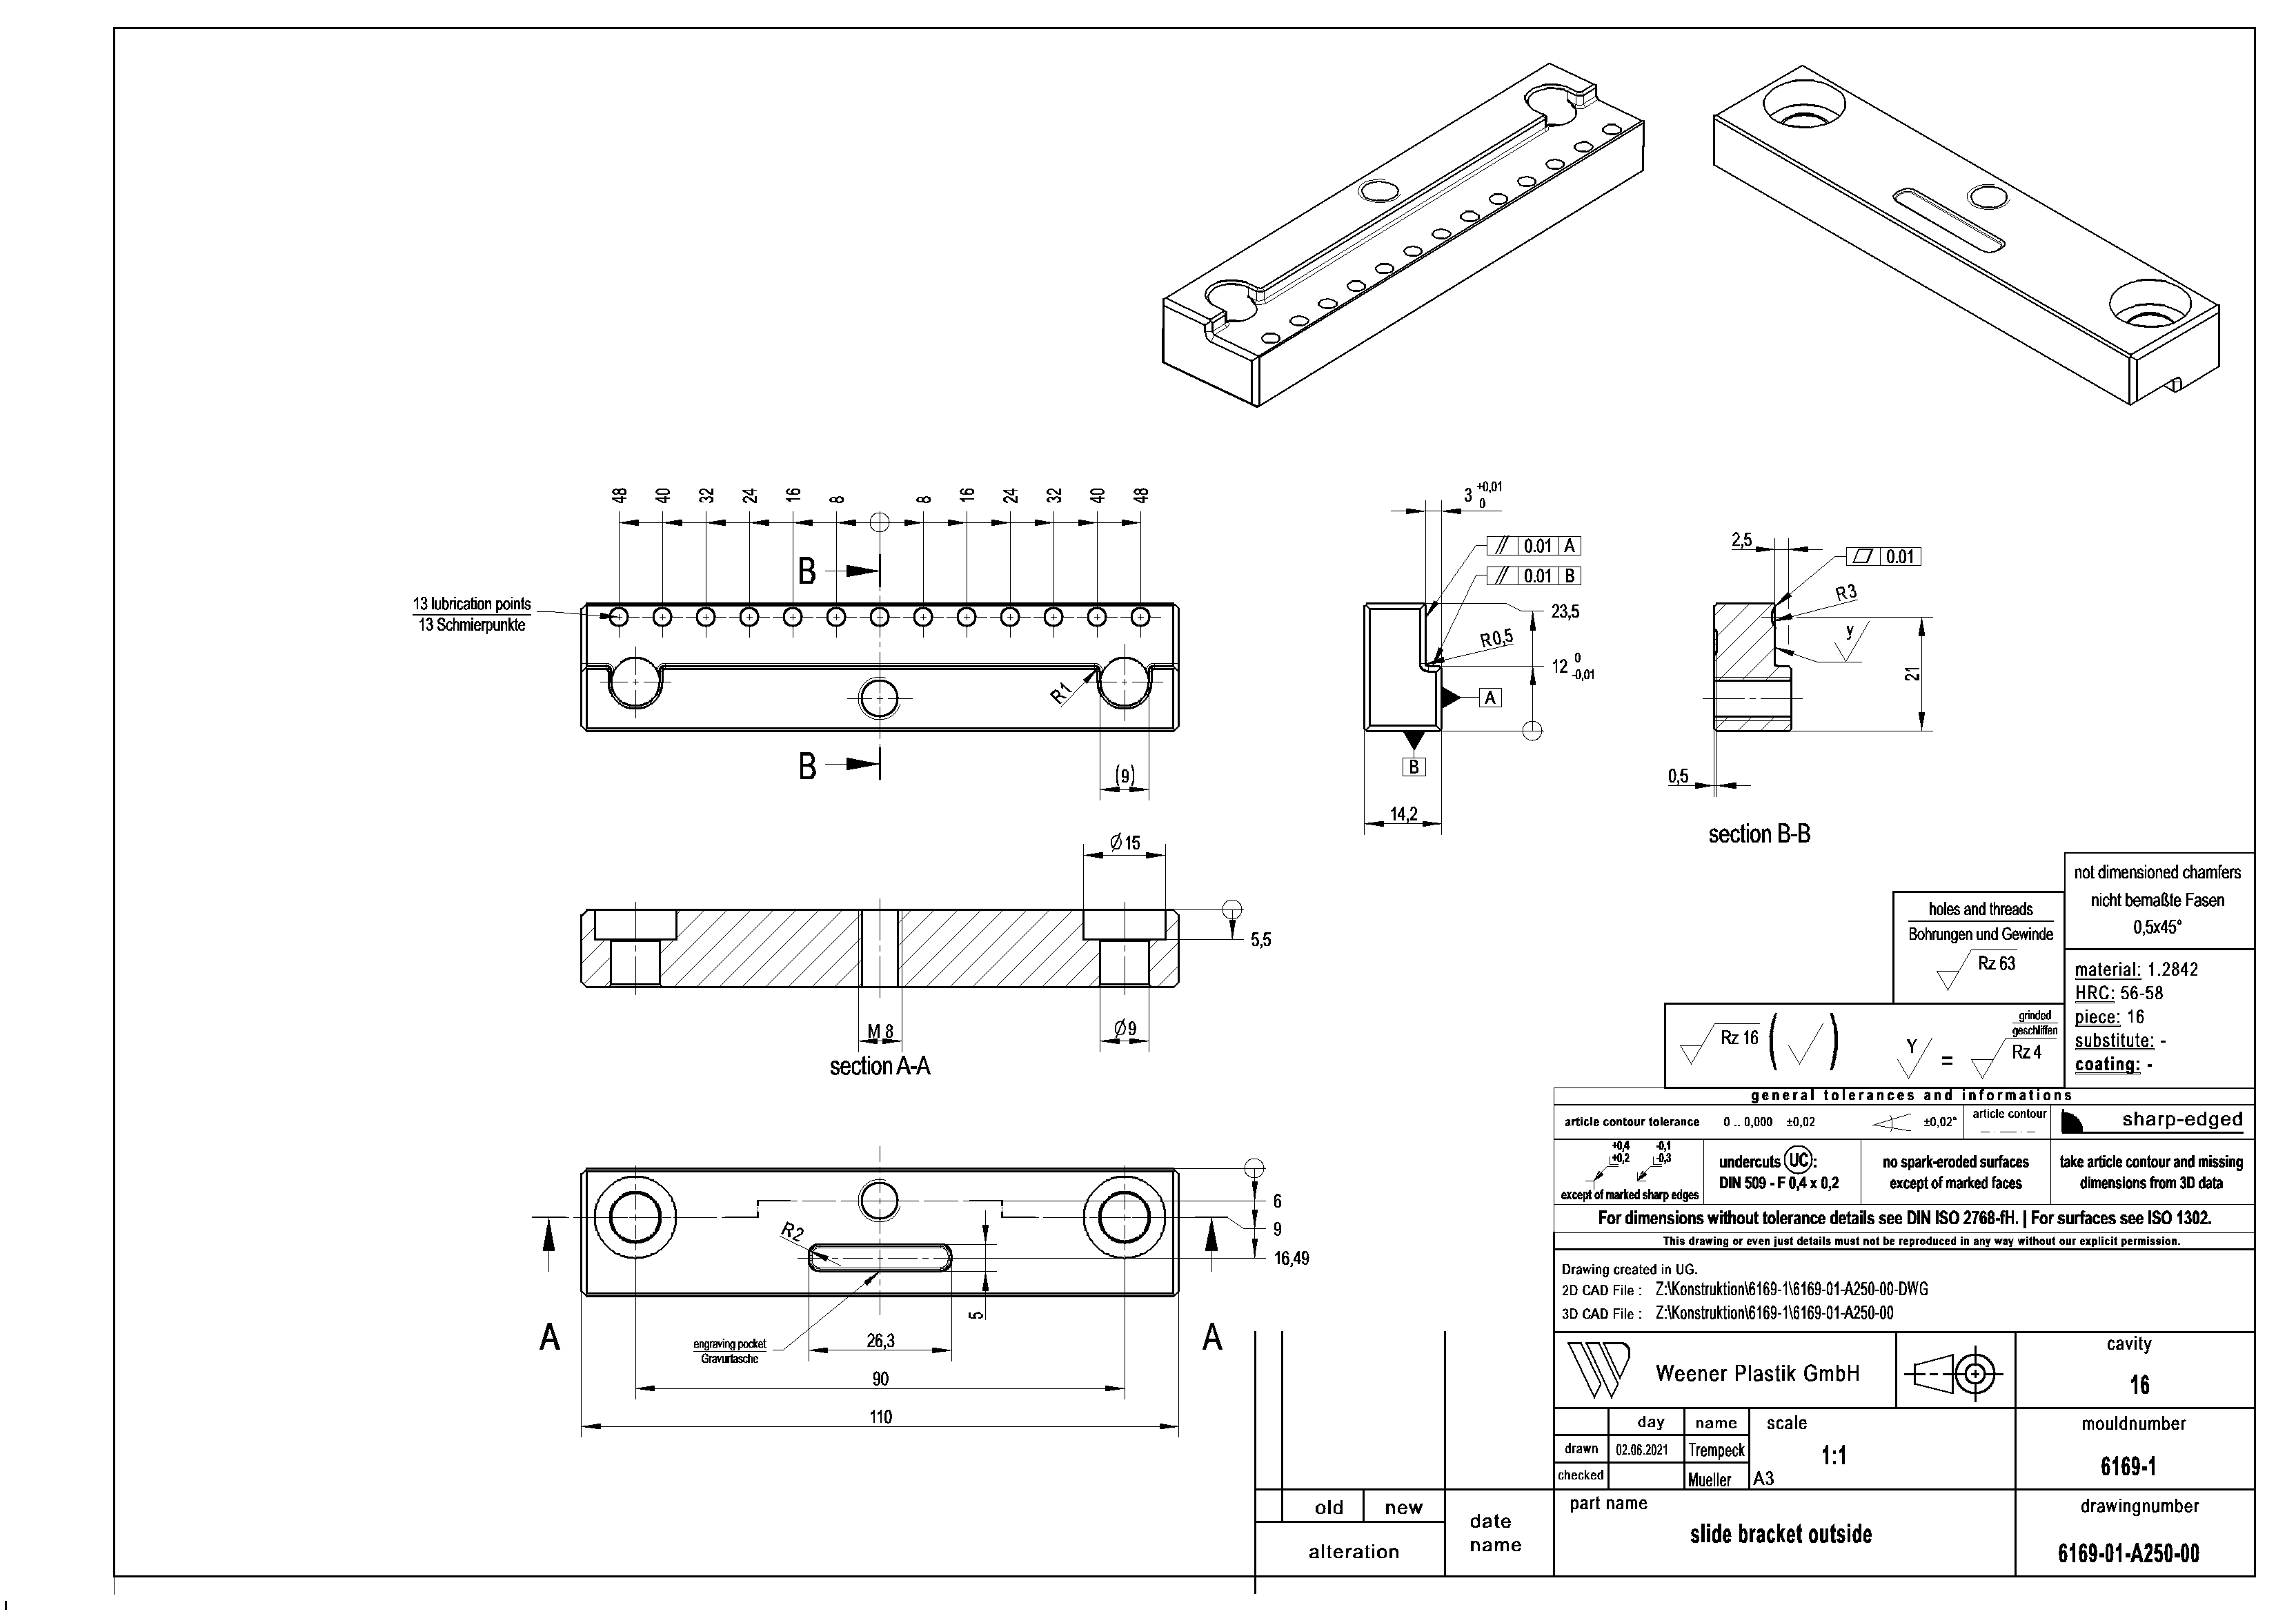 48 40 32 24 16 8 8 16 24 32 40 48
B
13 lubrication points
13 Schmierpunkte
R1
B
(9)
3 +0,01 0
// 0.01 A
// 0.01 B
23,5
R0,5
12 0 -0,01
A
B
14,2
2,5
⏥ 0.01
R3
y
21
0,5
section B-B
Ø15
5,5
M 8
Ø9
section A-A
6
9
16,49
R2
5
engraving pocket
Gravurtasche
26,3
A A
90
110
not dimensioned chamfers
nicht bemaßte Fasen
0,5x45°
holes and threads
Bohrungen und Gewinde
Rz 63
material: 1.2842
HRC: 56-58
piece: 16
substitute: -
coating: -
Rz 16 ( ) Y = Rz 4
grinded
geschliffen
general tolerances and informations
article contour tolerance 0 .. 0,000 ±0,02 ±0,02° article contour sharp-edged
+0,4 -0,1
+0,2 -0,3
except of marked sharp edges
undercuts UC:
DIN 509 - F 0,4 x 0,2
no spark-eroded surfaces
except of marked faces
take article contour and missing
dimensions from 3D data
For dimensions without tolerance details see DIN ISO 2768-fH. | For surfaces see ISO 1302.
This drawing or even just details must not be reproduced in any way without our explicit permission.
Drawing created in UG.
2D CAD File : Z:\Konstruktion\6169-1\6169-01-A250-00-DWG
3D CAD File : Z:\Konstruktion\6169-1\6169-01-A250-00
Weener Plastik GmbH
cavity
16
day name scale
drawn 02.06.2021 Trempeck
1:1
checked Mueller A3
mouldnumber
6169-1
part name
slide bracket outside
drawingnumber
6169-01-A250-00
old new
alteration
date
name